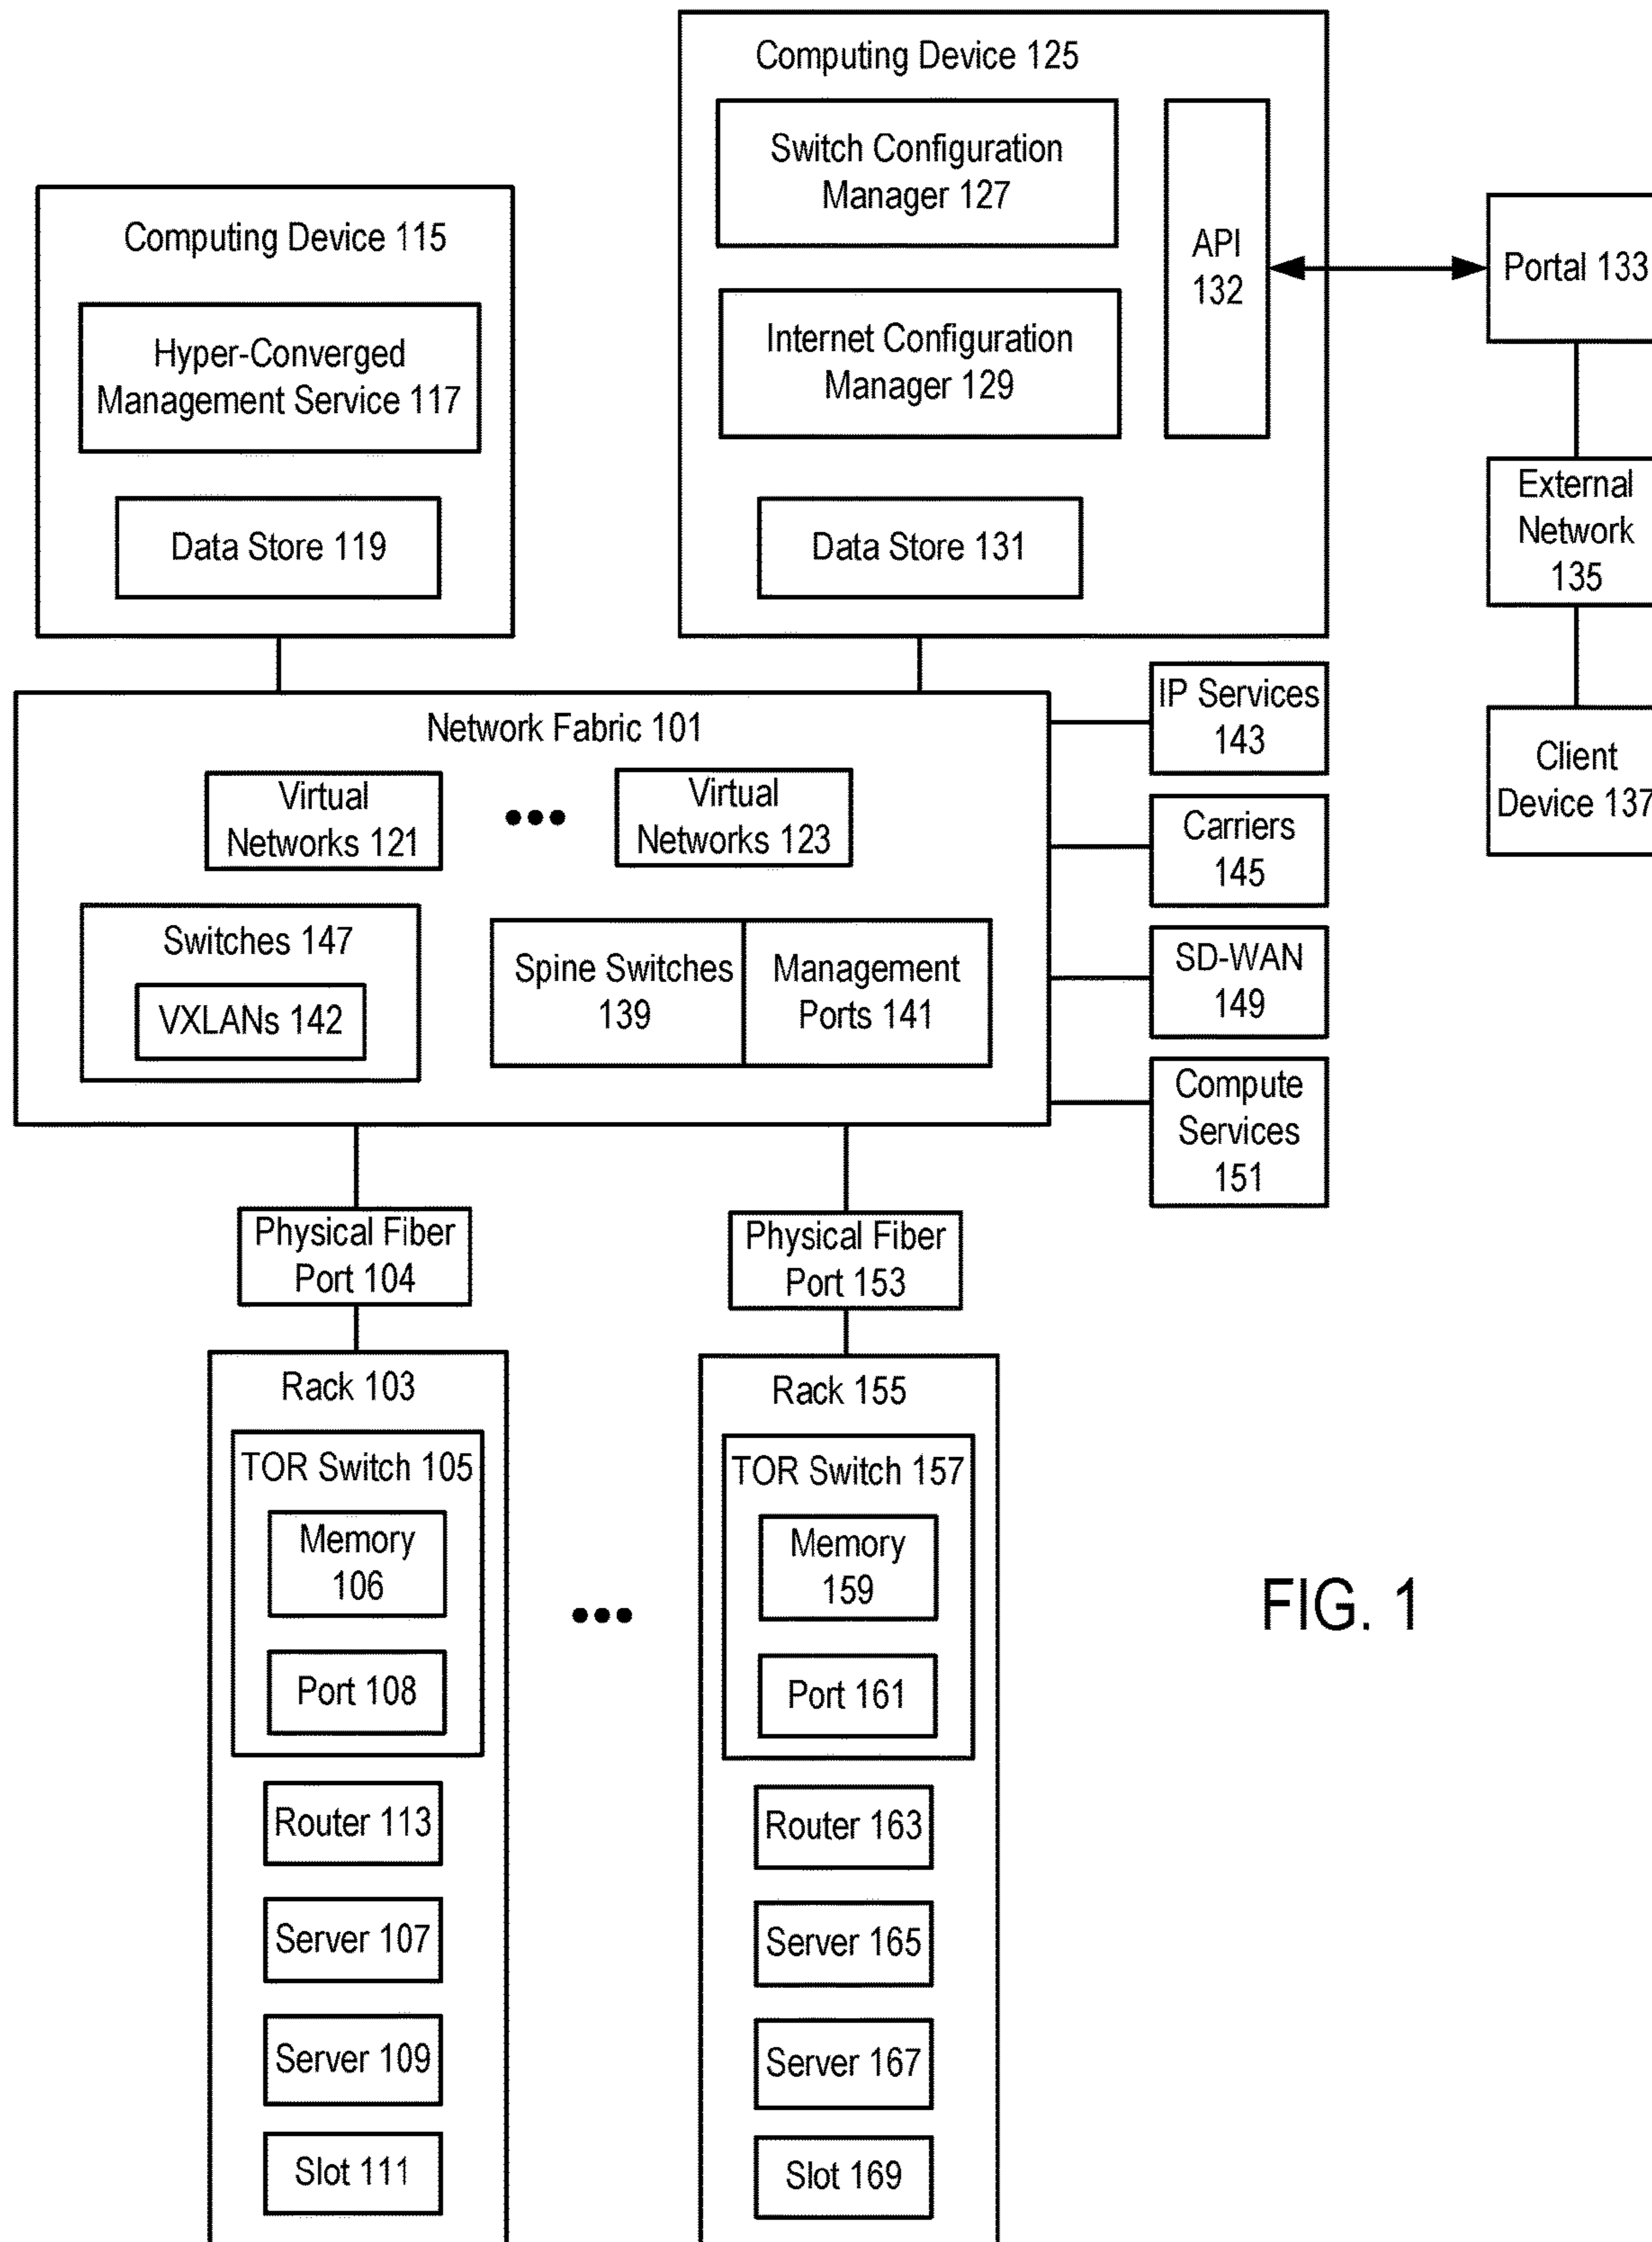 Computing Device 125
Switch Configuration
Manager 127
Internet Configuration
Manager 129
API
132
Data Store 131
Portal 133
External
Network
135
Client
Device 137
Computing Device 115
Hyper-Converged
Management Service 117
Data Store 119
Network Fabric 101
Virtual
Networks 121
•••
Virtual
Networks 123
Switches 147
VXLANs 142
Spine Switches
139
Management
Ports 141
IP Services
143
Carriers
145
SD-WAN
149
Compute
Services
151
Physical Fiber
Port 104
Physical Fiber
Port 153
Rack 103
TOR Switch 105
Memory
106
Port 108
Router 113
Server 107
Server 109
Slot 111
•••
Rack 155
TOR Switch 157
Memory
159
Port 161
Router 163
Server 165
Server 167
Slot 169
FIG. 1